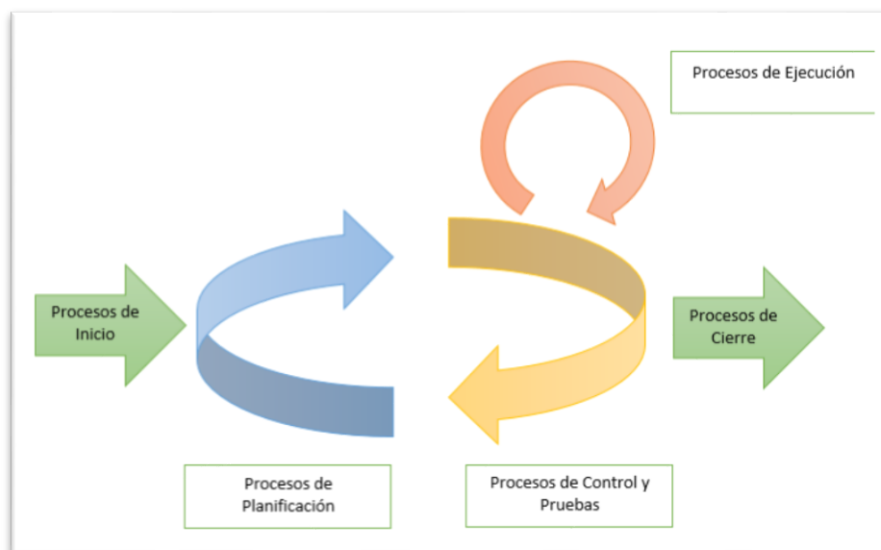 Procesos de Ejecución
Procesos de
Inicio
Procesos de
Cierre
Procesos de
Planificación
Procesos de Control y
Pruebas